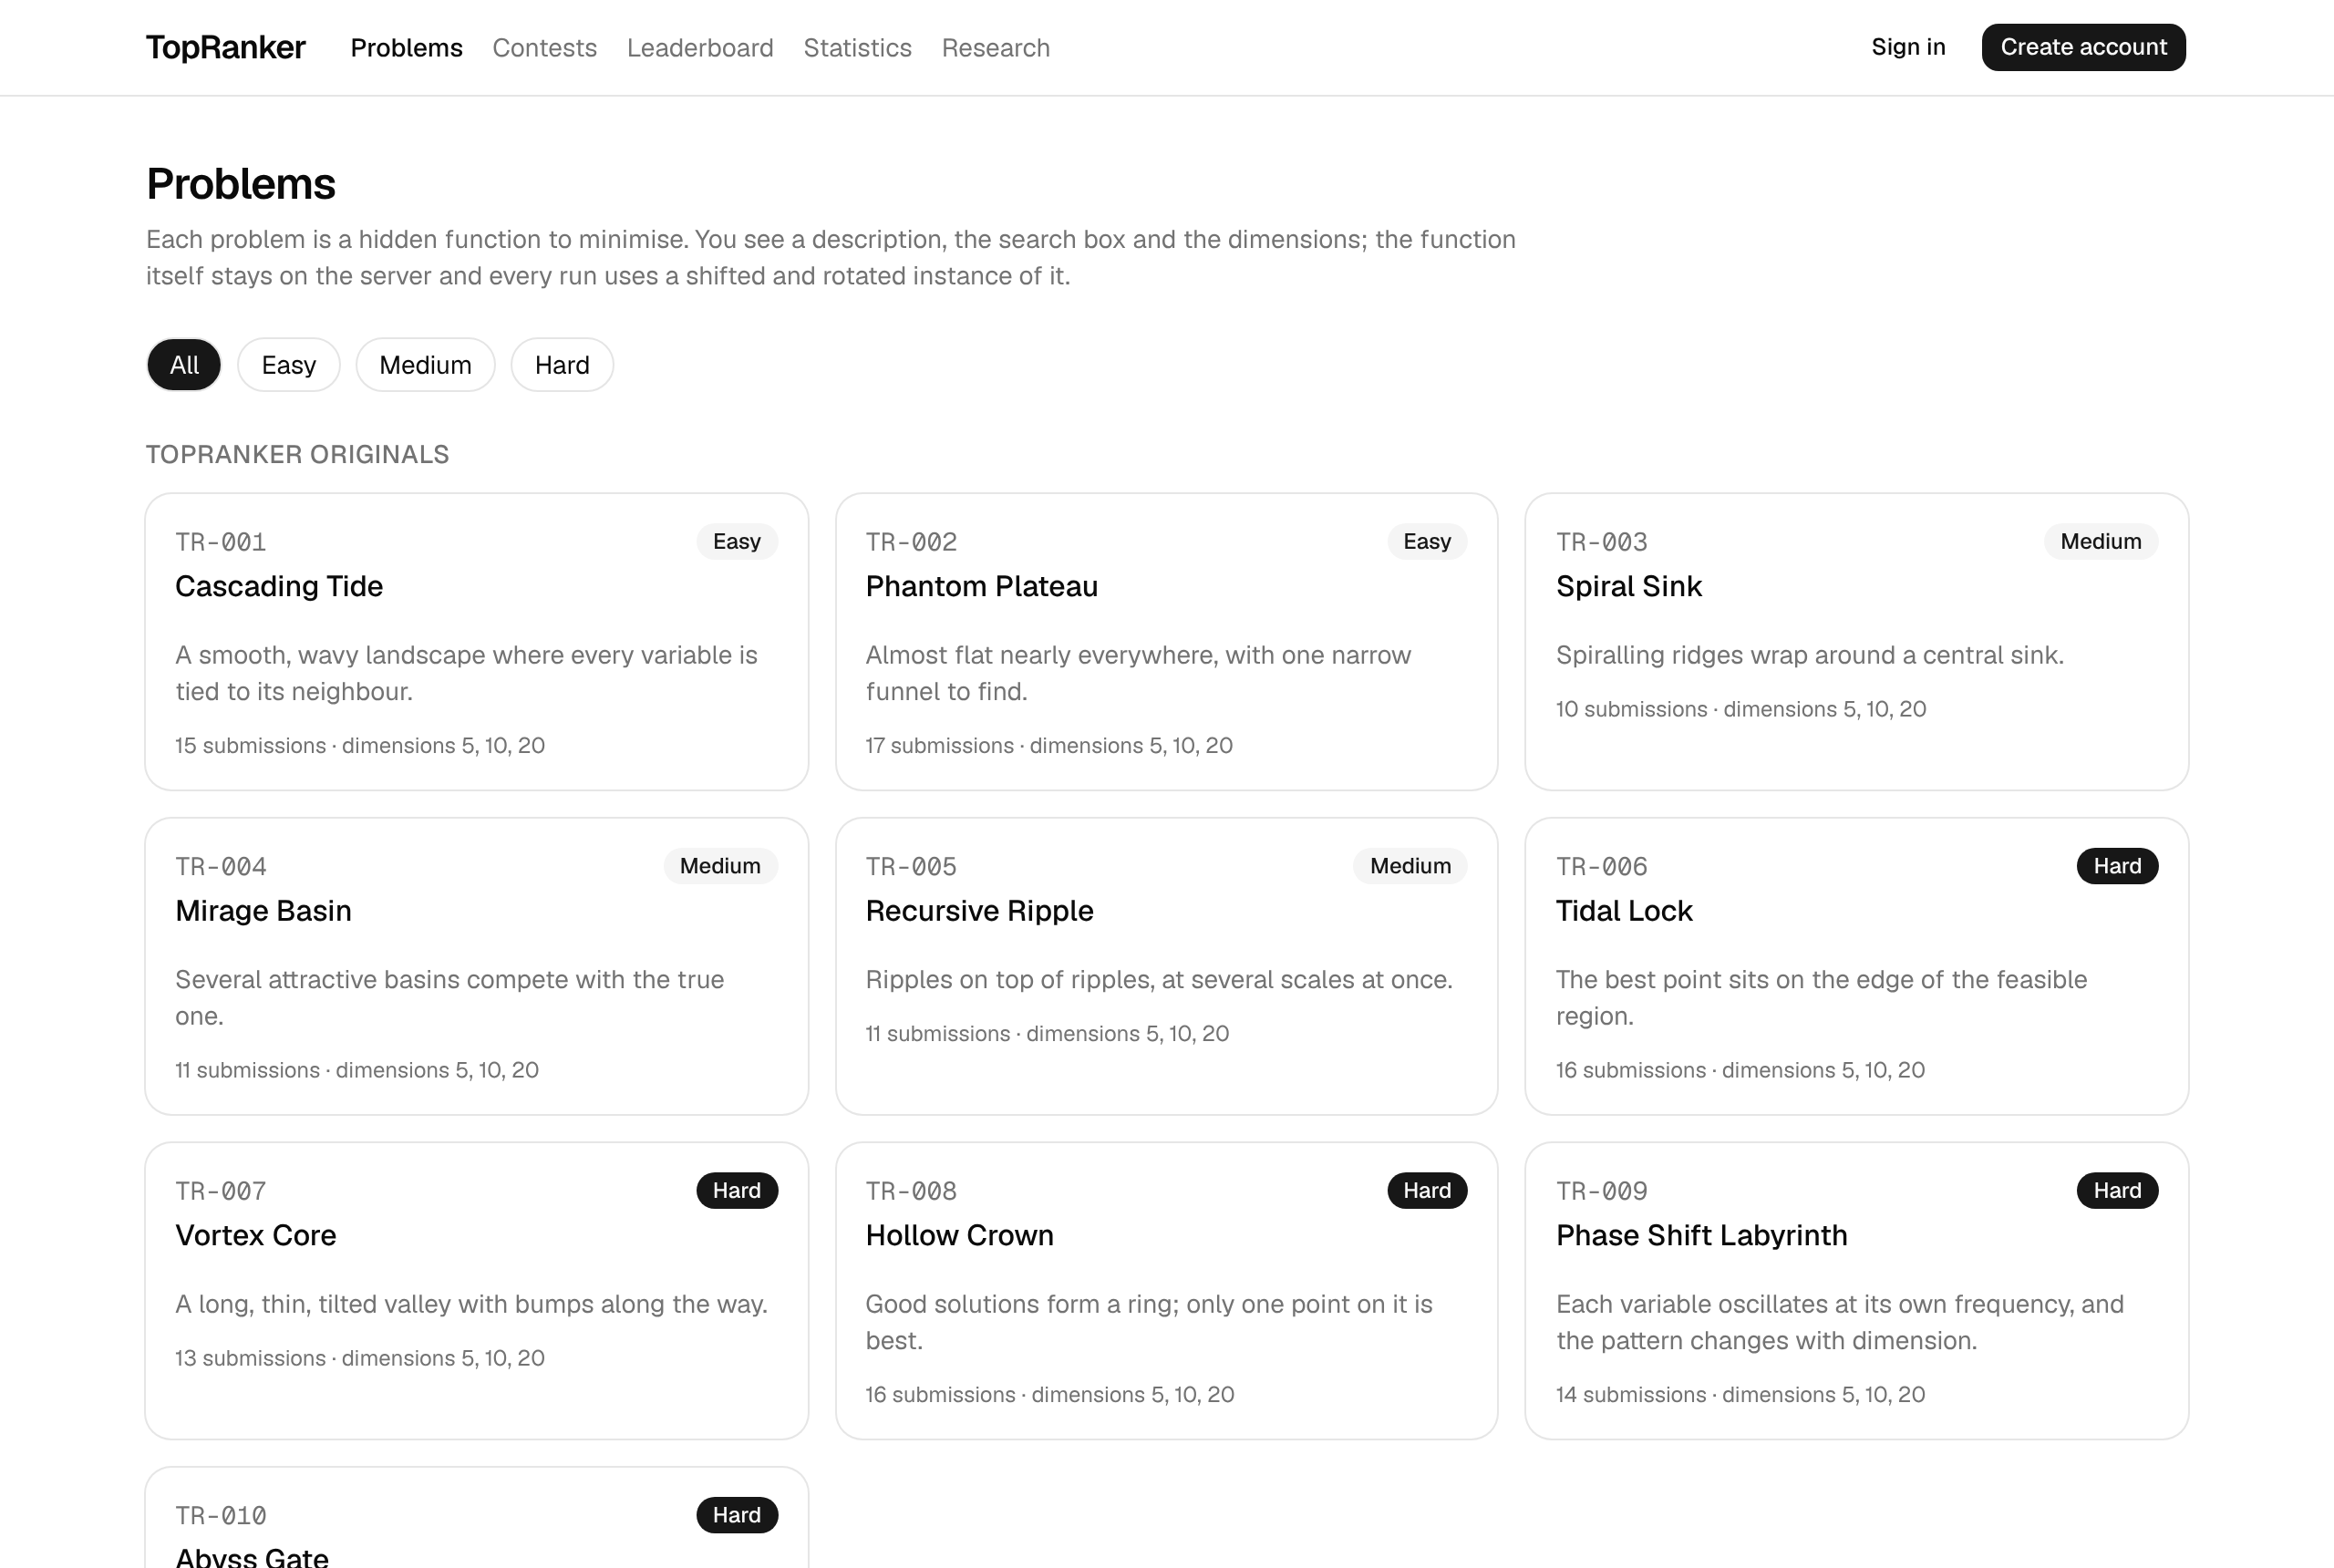 TopRanker Problems Contests Leaderboard Statistics Research Sign in Create account
Problems
Each problem is a hidden function to minimise. You see a description, the search box and the dimensions; the function
itself stays on the server and every run uses a shifted and rotated instance of it.
All Easy Medium Hard
TOPRANKER ORIGINALS
TR-001 Easy
Cascading Tide
A smooth, wavy landscape where every variable is
tied to its neighbour.
15 submissions · dimensions 5, 10, 20
TR-002 Easy
Phantom Plateau
Almost flat nearly everywhere, with one narrow
funnel to find.
17 submissions · dimensions 5, 10, 20
TR-003 Medium
Spiral Sink
Spiralling ridges wrap around a central sink.
10 submissions · dimensions 5, 10, 20
TR-004 Medium
Mirage Basin
Several attractive basins compete with the true
one.
11 submissions · dimensions 5, 10, 20
TR-005 Medium
Recursive Ripple
Ripples on top of ripples, at several scales at once.
11 submissions · dimensions 5, 10, 20
TR-006 Hard
Tidal Lock
The best point sits on the edge of the feasible
region.
16 submissions · dimensions 5, 10, 20
TR-007 Hard
Vortex Core
A long, thin, tilted valley with bumps along the way.
13 submissions · dimensions 5, 10, 20
TR-008 Hard
Hollow Crown
Good solutions form a ring; only one point on it is
best.
16 submissions · dimensions 5, 10, 20
TR-009 Hard
Phase Shift Labyrinth
Each variable oscillates at its own frequency, and
the pattern changes with dimension.
14 submissions · dimensions 5, 10, 20
TR-010 Hard
Abyss Gate